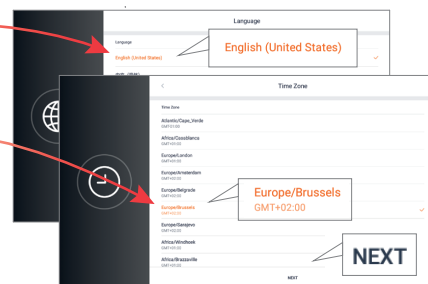 Language
Language
English (United States)
English (United States)
Time Zone
Time Zone
Atlantic/Cape_Verde
GMT-01:00
Africa/Casablanca
GMT+01:00
Europe/London
GMT+01:00
Europe/Amsterdam
GMT+02:00
Europe/Belgrade
GMT+02:00
Europe/Brussels
GMT+02:00
Europe/Brussels
GMT+02:00
Europe/Sarajevo
GMT+02:00
Africa/Windhoek
Africa/Brazzaville
GMT+01:00
NEXT
NEXT